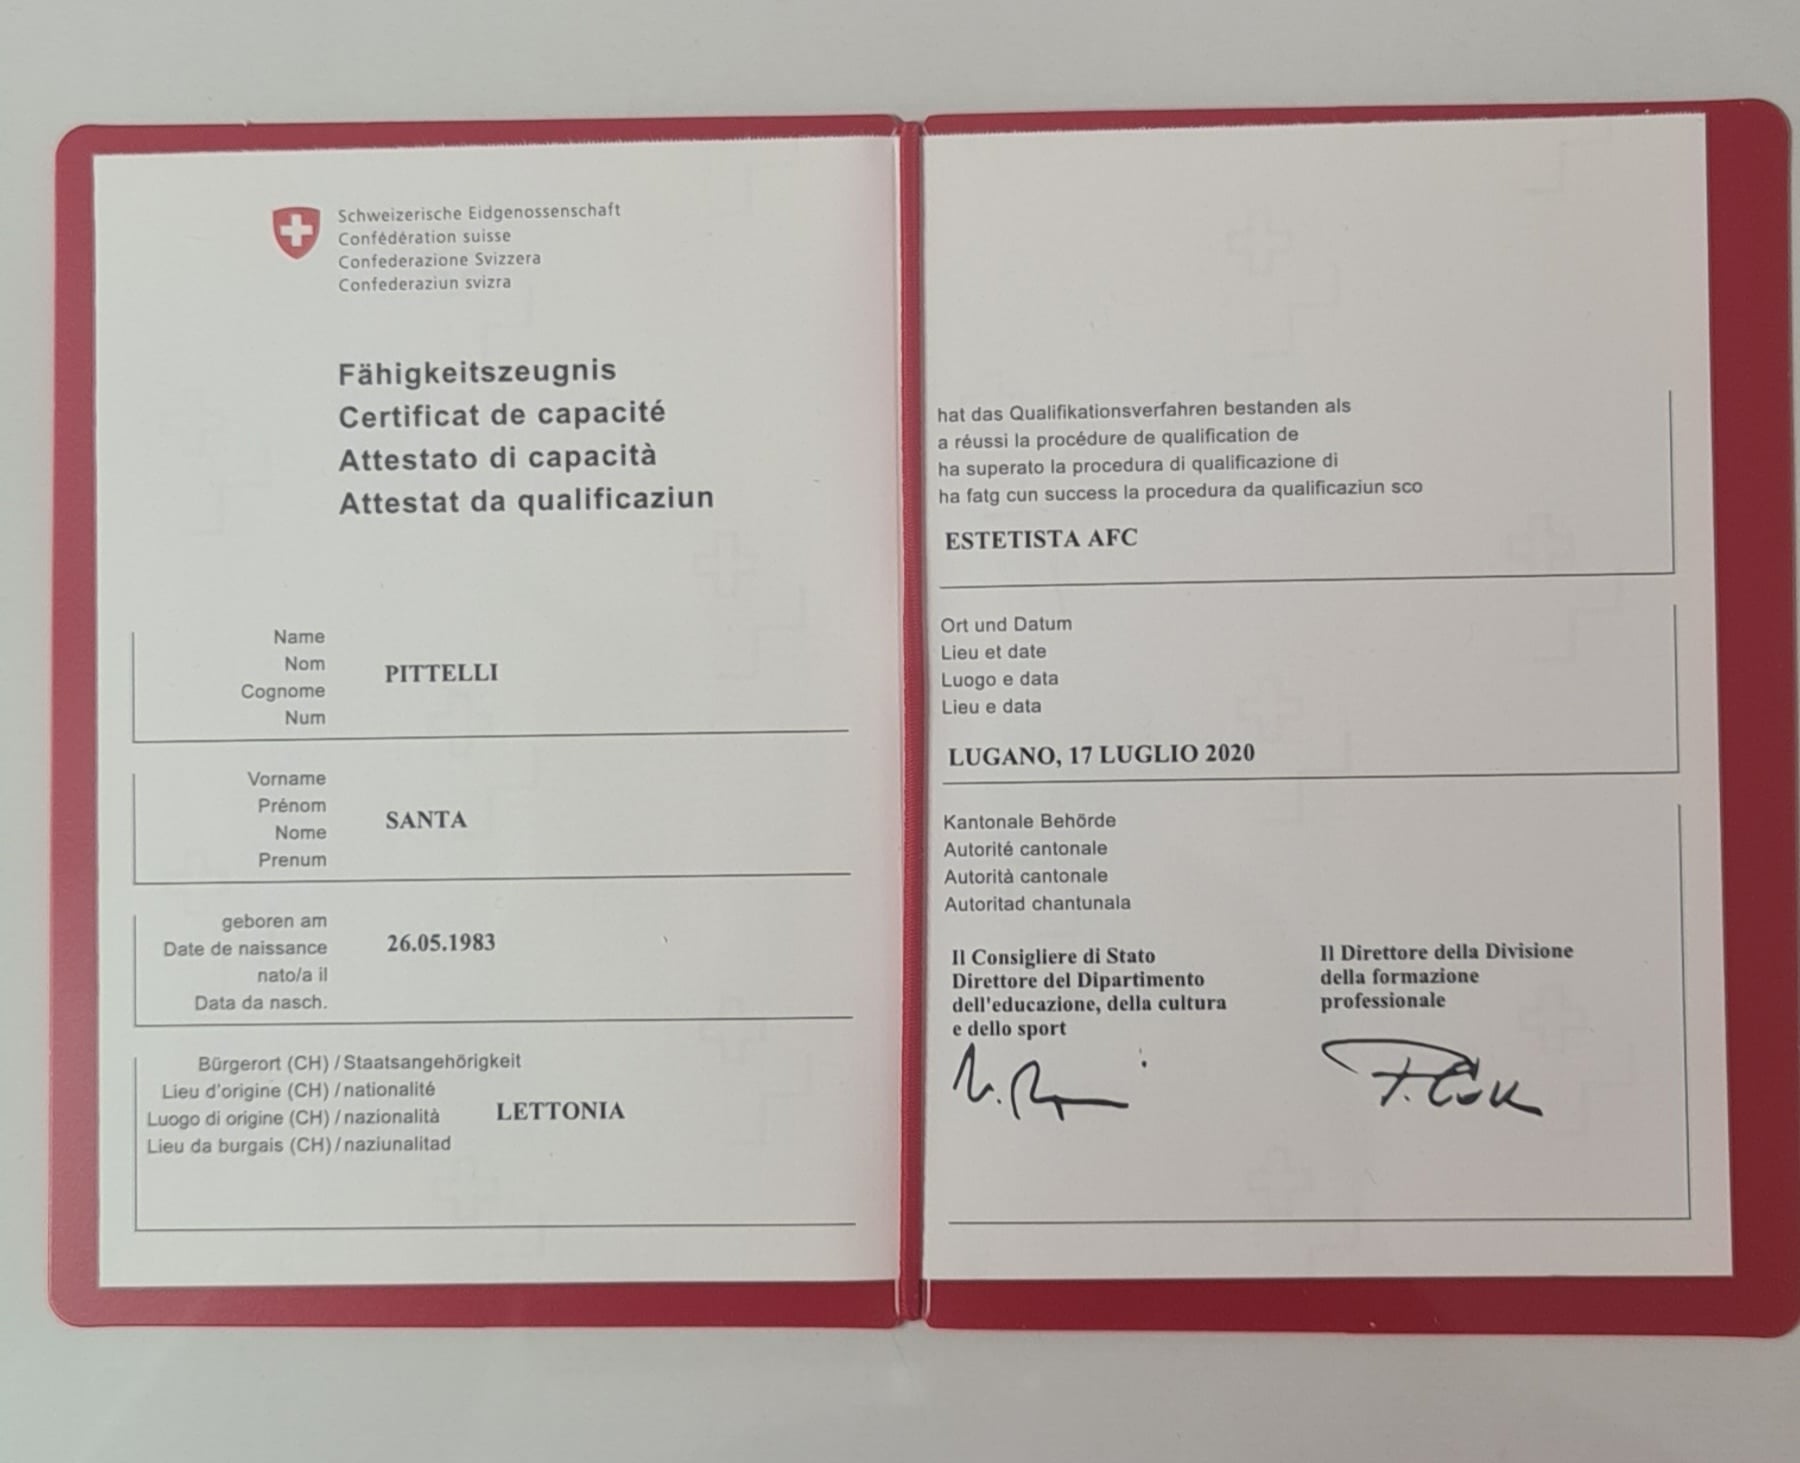 Schweizerische Eidgenossenschaft
Confédération suisse
Confederazione Svizzera
Confederaziun svizra
Fähigkeitszeugnis
Certificat de capacité
Attestato di capacità
Attestat da qualificaziun
Name
Nom
Cognome
Num
PITTELLI
Vorname
Prénom
Nome
Prenum
SANTA
geboren am
Date de naissance
nato/a il
Data da nasch.
26.05.1983
Bürgerort (CH) / Staatsangehörigkeit
Lieu d'origine (CH) / nationalité
Luogo di origine (CH) / nazionalità
Lieu da burgais (CH) / naziunalitad
LETTONIA
hat das Qualifikationsverfahren bestanden als
a réussi la procédure de qualification de
ha superato la procedura di qualificazione di
ha fatg cun success la procedura da qualificaziun sco
ESTETISTA AFC
Ort und Datum
Lieu et date
Luogo e data
Lieu e data
LUGANO, 17 LUGLIO 2020
Kantonale Behörde
Autorité cantonale
Autorità cantonale
Autoritad chantunala
Il Consigliere di Stato
Direttore del Dipartimento
dell'educazione, della cultura
e dello sport
Il Direttore della Divisione
della formazione
professionale